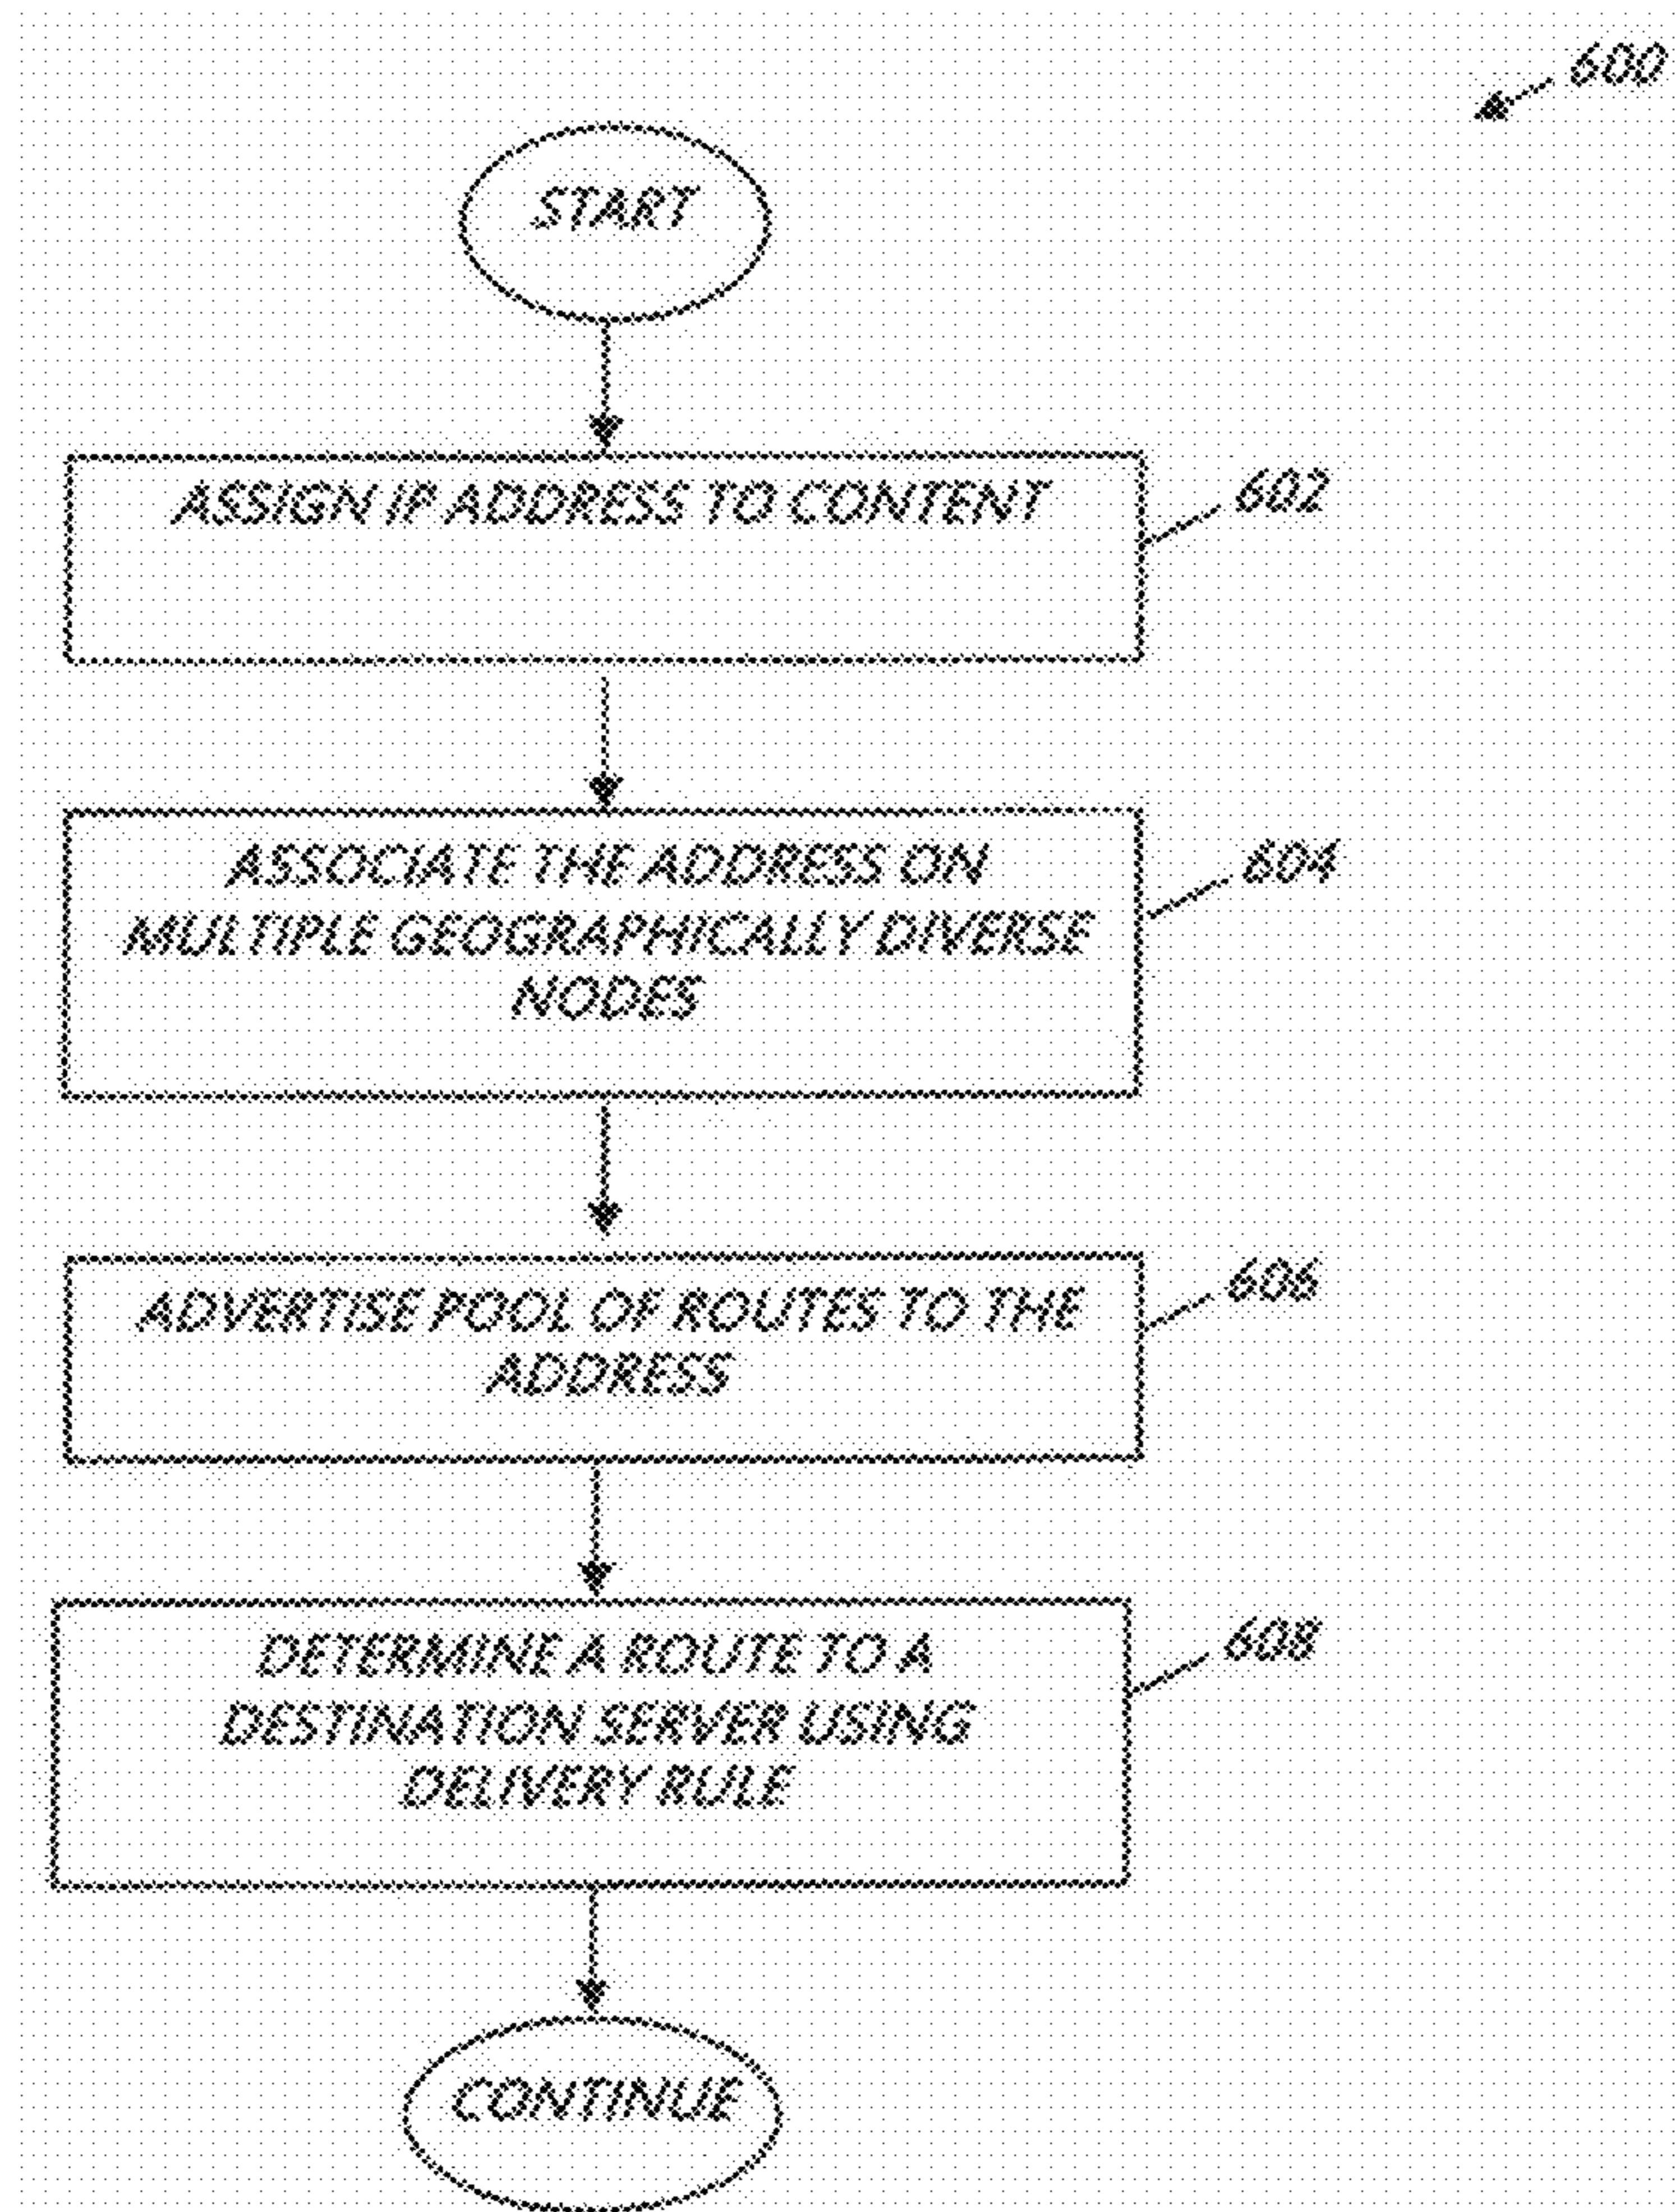 600
START
ASSIGN IP ADDRESS TO CONTENT
602
ASSOCIATE THE ADDRESS ON
MULTIPLE GEOGRAPHICALLY DIVERSE
NODES
604
ADVERTISE POOL OF ROUTES TO THE
ADDRESS
606
DETERMINE A ROUTE TO A
DESTINATION SERVER USING
DELIVERY RULE
608
CONTINUE